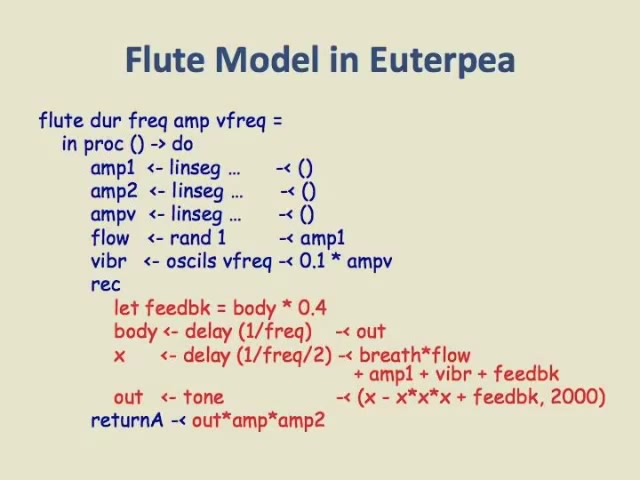 Flute Model in Euterpea
flute dur freq amp vfreq =
in proc () -> do
amp1 <- linseg … -< ()
amp2 <- linseg … -< ()
ampv <- linseg … -< ()
flow <- rand 1 -< amp1
vibr <- oscils vfreq -< 0.1 * ampv
rec
let feedbk = body * 0.4
body <- delay (1/freq) -< out
x <- delay (1/freq/2) -< breath*flow
+ amp1 + vibr + feedbk
out <- tone -< (x - x*x*x + feedbk, 2000)
returnA -< out*amp*amp2